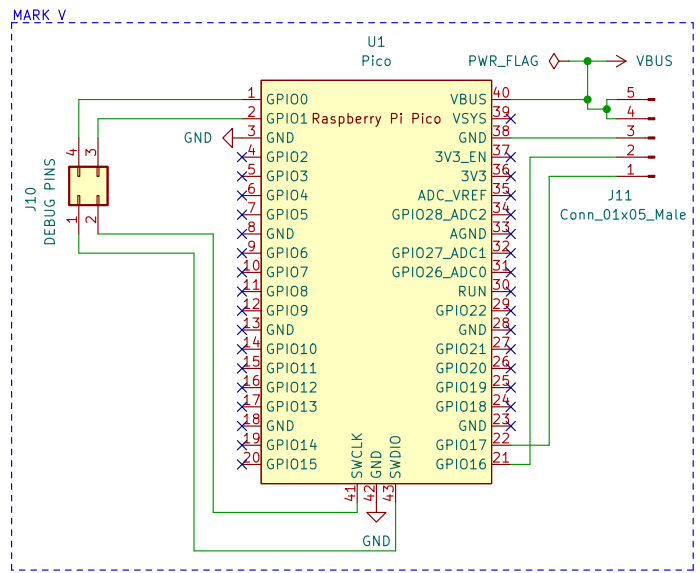 MARK V
U1
Pico
PWR_FLAG
VBUS
1 GPIO0
VBUS 40
5
2 GPIO1
Raspberry Pi Pico
VSYS 39
4
GND
3 GND
GND 38
3
4 3
4 GPIO2
3V3_EN 37
2
5 GPIO3
3V3 36
1
6 GPIO4
ADC_VREF 35
J11
J10
DEBUG PINS
7 GPIO5
GPIO28_ADC2 34
Conn_01x05_Male
1 2
8 GND
AGND 33
9 GPIO6
GPIO27_ADC1 32
10 GPIO7
GPIO26_ADC0 31
11 GPIO8
RUN 30
12 GPIO9
GPIO22 29
13 GND
GND 28
14 GPIO10
GPIO21 27
15 GPIO11
GPIO20 26
16 GPIO12
GPIO19 25
17 GPIO13
GPIO18 24
18 GND
GND 23
19 GPIO14
GPIO17 22
20 GPIO15
GPIO16 21
SWCLK
GND
SWDIO
41
42
43
GND